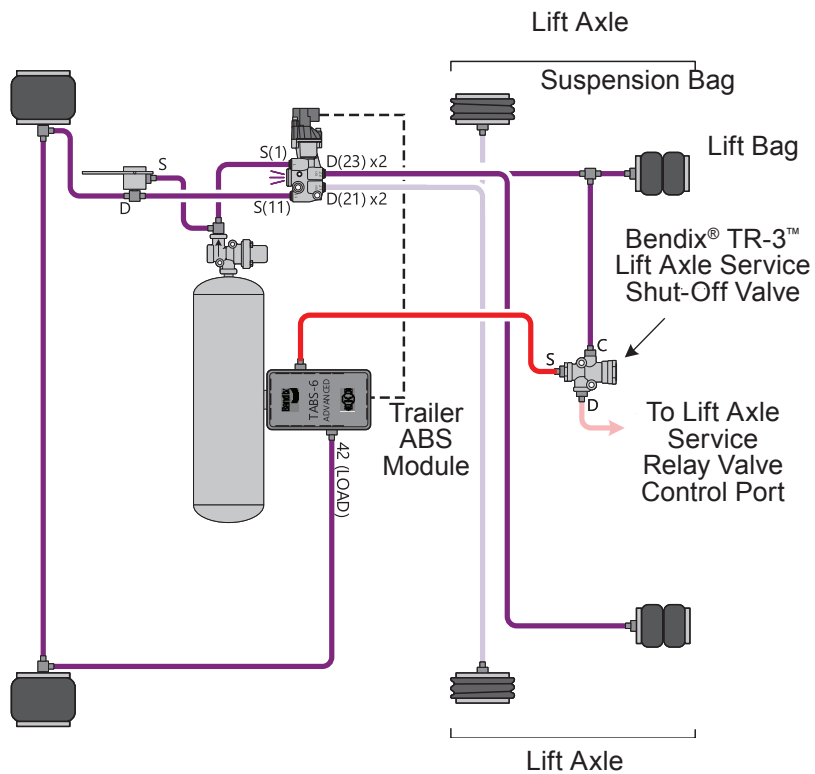 Lift Axle
Suspension Bag
Lift Bag
S
D
S(1)
S(11)
D(23) x2
D(21) x2
Bendix® TR-3™
Lift Axle Service
Shut-Off Valve
S
C
D
To Lift Axle
Service
Relay Valve
Control Port
Bendix
TABS-6
ADVANCED
Trailer
ABS
Module
42 (LOAD)
Lift Axle